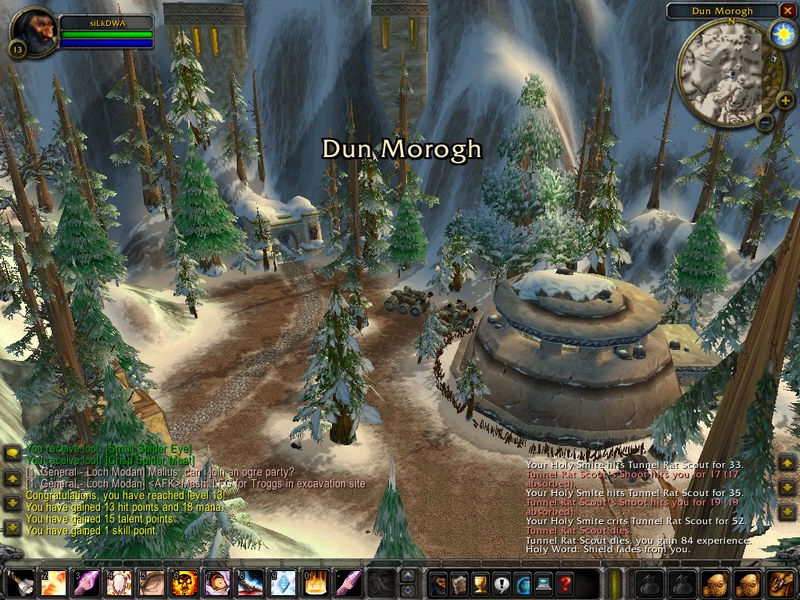 siLkDWA
13
Dun Morogh
N
Dun Morogh
You receive loot: [Small Spider Eye]
You receive loot:
[1. General - Loch Modan] Malius: can i join an ogre party?
[1. General - Loch Modan] <AFK>Mash: LFG for Troggs in excavation site
Congratulations, you have reached level 13!
You have gained 13 hit points and 18 mana.
You have gained 15 talent points.
You have gained 1 skill point.
Your Holy Smite hits Tunnel Rat Scout for 33.
Tunnel Rat Scout's Shoot hits you for 17 (17
absorbed).
Your Holy Smite hits Tunnel Rat Scout for 35.
Tunnel Rat Scout's Shoot hits you for 19 (19
absorbed).
Your Holy Smite crits Tunnel Rat Scout for 52.
Tunnel Rat Scout dies.
Tunnel Rat Scout dies, you gain 84 experience.
Holy Word: Shield fades from you.